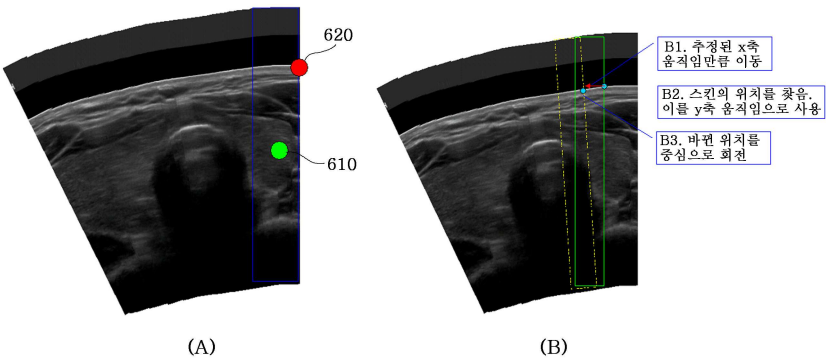 620
610
B1. 추정된 x축
움직임만큼 이동
B2. 스킨의 위치를 찾음.
이를 y축 움직임으로 사용
B3. 바뀐 위치를
중심으로 회전
(A)
(B)